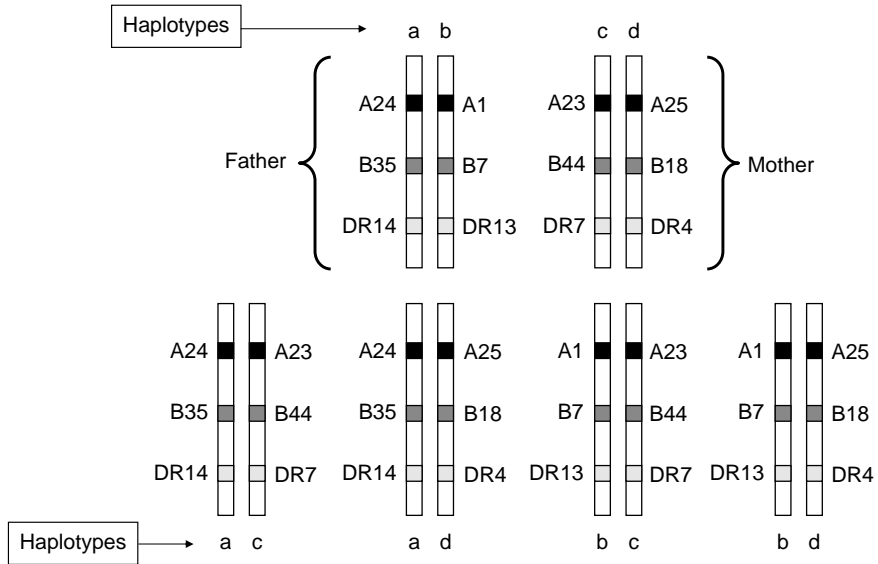 Haplotypes
a b c d
A24 A1 A23 A25
Father B35 B7 B44 B18 Mother
DR14 DR13 DR7 DR4
A24 A23 A24 A25 A1 A23 A1 A25
B35 B44 B35 B18 B7 B44 B7 B18
DR14 DR7 DR14 DR4 DR13 DR7 DR13 DR4
Haplotypes
a c a d b c b d